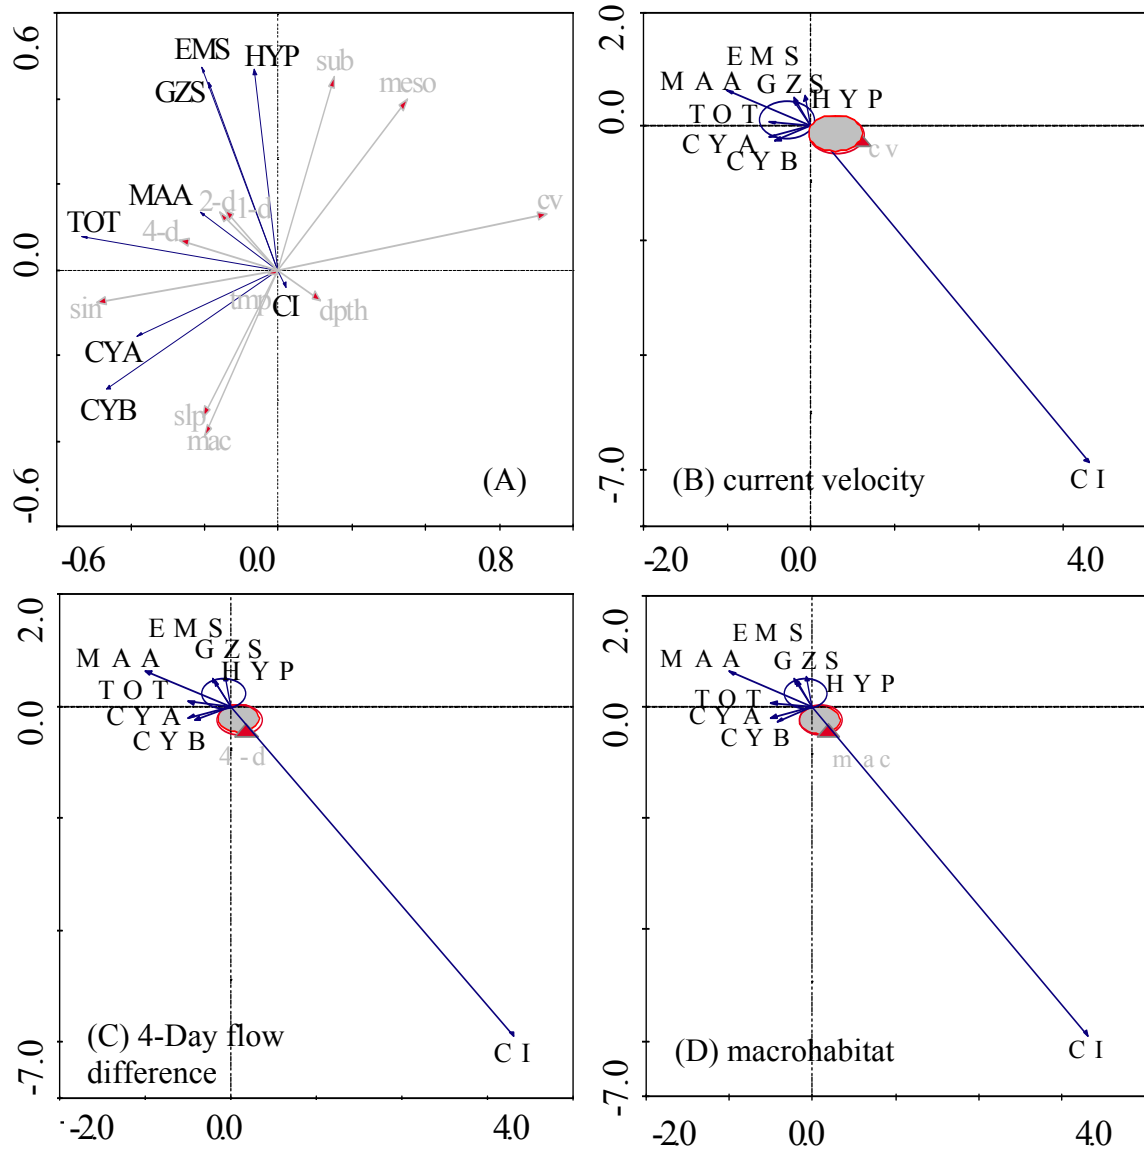 0.6
EMS HYP sub
GZS meso
MAA 2-d 1-d cv
TOT 4-d
0.0
sin tmp CI dpth
CYA
CYB slp
mac
-0.6
(A)
-0.6 0.0 0.8
2.0
E M S
M A A G Z S
H Y P
T O T
0.0
C Y A cv
C Y B
-7.0
(B) current velocity C I
-2.0 0.0 4.0
2.0
E M S
G Z S
M A A H Y P
T O T
0.0
C Y A
C Y B
4 - d
(C) 4-Day flow
difference
C I
-7.0
-2.0 0.0 4.0
2.0
E M S
M A A G Z S
H Y P
T O T
0.0
C Y A
C Y B
m a c
(D) macrohabitat C I
-7.0
-2.0 0.0 4.0